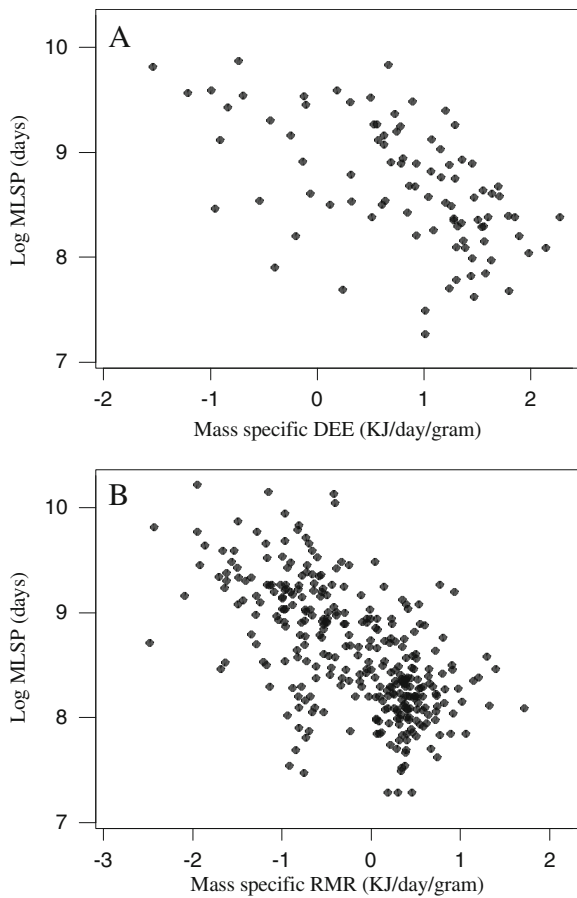 A
10
9
8
7
Log MLSP (days)
-2 -1 0 1 2
Mass specific DEE (KJ/day/gram)
B
10
9
8
7
Log MLSP (days)
-3 -2 -1 0 1 2
Mass specific RMR (KJ/day/gram)